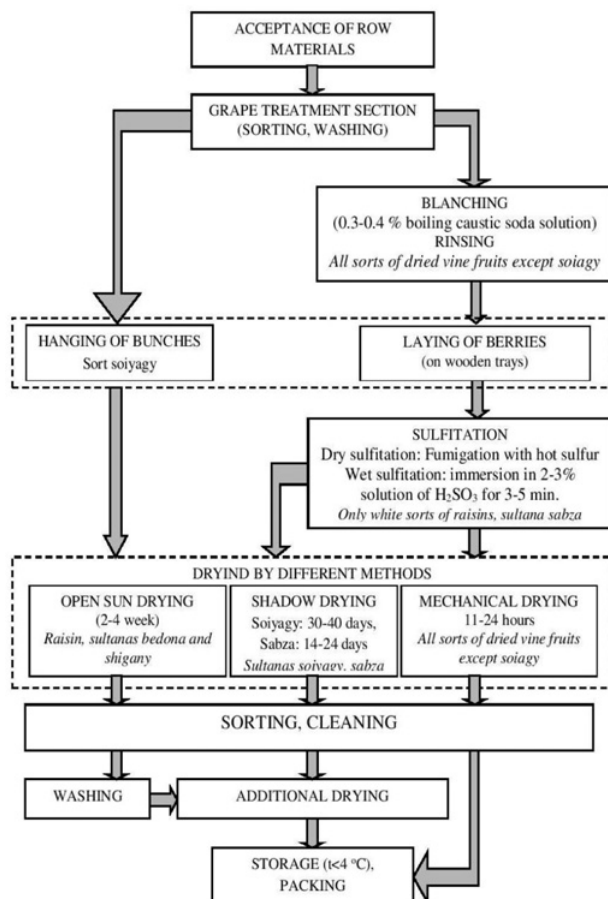 ACCEPTANCE OF ROW
MATERIALS
GRAPE TREATMENT SECTION
(SORTING, WASHING)
BLANCHING
(0.3-0.4 % boiling caustic soda solution)
RINSING
All sorts of dried vine fruits except soiagy
HANGING OF BUNCHES
Sort soiyagy
LAYING OF BERRIES
(on wooden trays)
SULFITATION
Dry sulfitation: Fumigation with hot sulfur
Wet sulfitation: immersion in 2-3%
solution of H₂SO₃ for 3-5 min.
Only white sorts of raisins, sultana sabza
DRYIND BY DIFFERENT METHODS
OPEN SUN DRYING
(2-4 week)
Raisin, sultanas bedona and
shigany
SHADOW DRYING
Soiyagy: 30-40 days,
Sabza: 14-24 days
Sultanas soiyagy, sabza
MECHANICAL DRYING
11-24 hours
All sorts of dried vine fruits
except soiagy
SORTING, CLEANING
WASHING
ADDITIONAL DRYING
STORAGE (t<4 °C),
PACKING